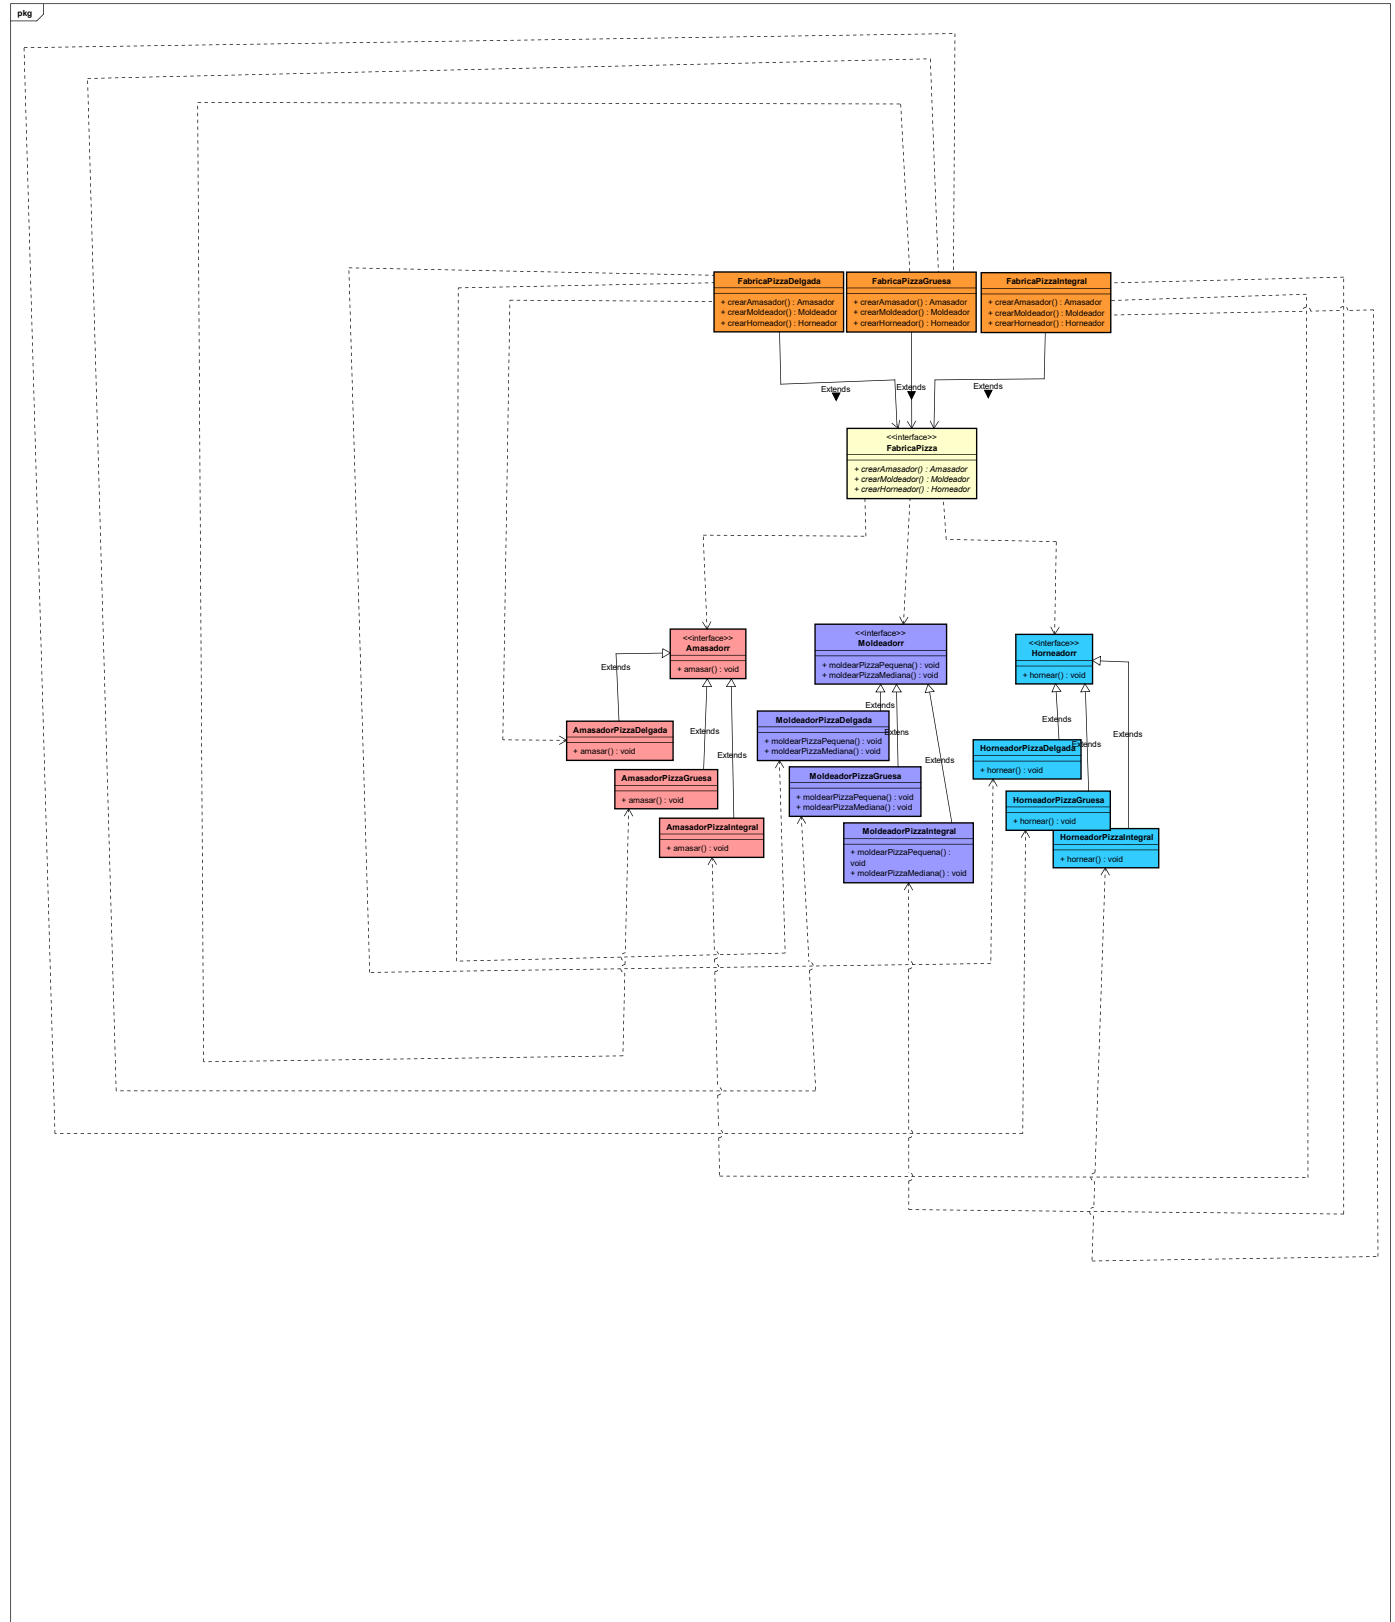 pkg
FabricaPizzaDelgada
+ crearAmasador() : Amasador
+ crearMoldeador() : Moldeador
+ crearHorneador() : Horneador
FabricaPizzaGruesa
+ crearAmasador() : Amasador
+ crearMoldeador() : Moldeador
+ crearHorneador() : Horneador
FabricaPizzaIntegral
+ crearAmasador() : Amasador
+ crearMoldeador() : Moldeador
+ crearHorneador() : Horneador
Extends
Extends
Extends
<<interface>>
FabricaPizza
+ crearAmasador() : Amasador
+ crearMoldeador() : Moldeador
+ crearHorneador() : Horneador
<<interface>>
Amasadorr
+ amasar() : void
<<interface>>
Moldeadorr
+ moldearPizzaPequena() : void
+ moldearPizzaMediana() : void
<<interface>>
Horneadorr
+ hornear() : void
Extends
Extends
Extends
Extends
Extens
Extends
Extends
Extends
Extends
AmasadorPizzaDelgada
+ amasar() : void
AmasadorPizzaGruesa
+ amasar() : void
AmasadorPizzaIntegral
+ amasar() : void
MoldeadorPizzaDelgada
+ moldearPizzaPequena() : void
+ moldearPizzaMediana() : void
MoldeadorPizzaGruesa
+ moldearPizzaPequena() : void
+ moldearPizzaMediana() : void
MoldeadorPizzaIntegral
+ moldearPizzaPequena() :
void
+ moldearPizzaMediana() : void
HorneadorPizzaDelgada
+ hornear() : void
HorneadorPizzaGruesa
+ hornear() : void
HorneadorPizzaIntegral
+ hornear() : void